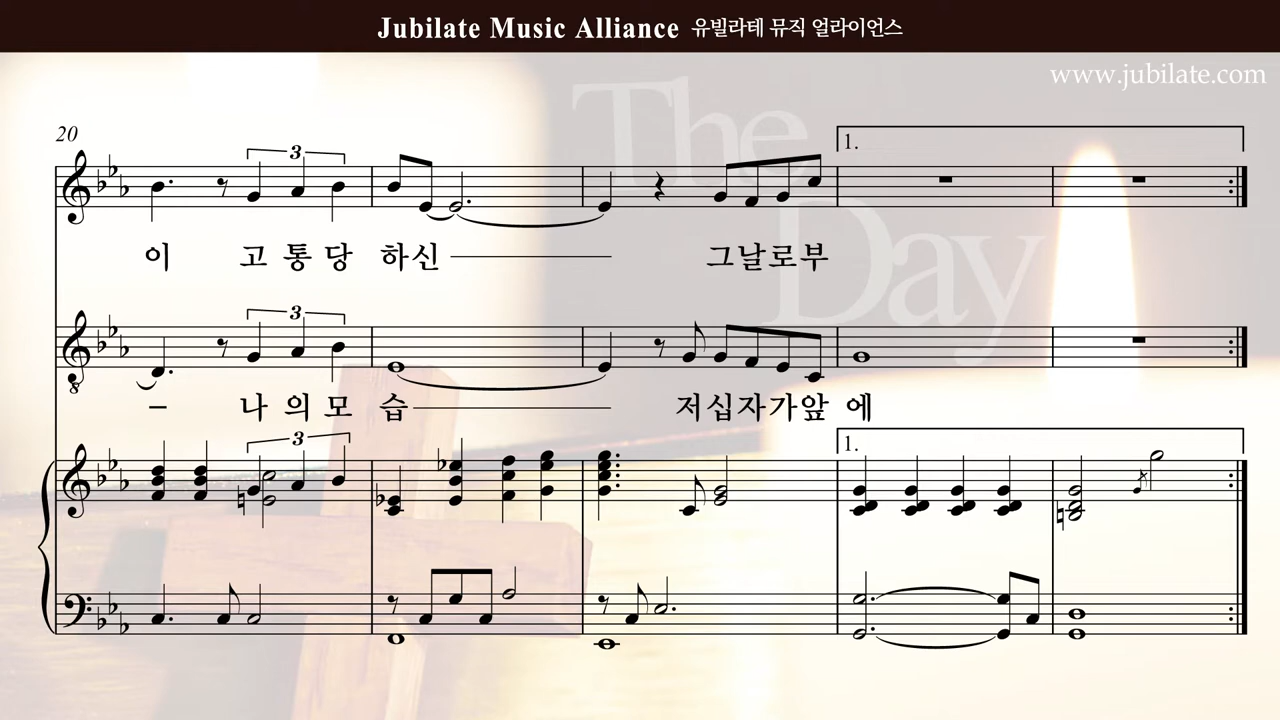 Jubilate Music Alliance 유빌라테 뮤직 얼라이언스
www.jubilate.com
The
Day
20
3
1.
이 고 통 당 하신 그날로부
3
나 의 모 습 저십자가앞 에
3
1.